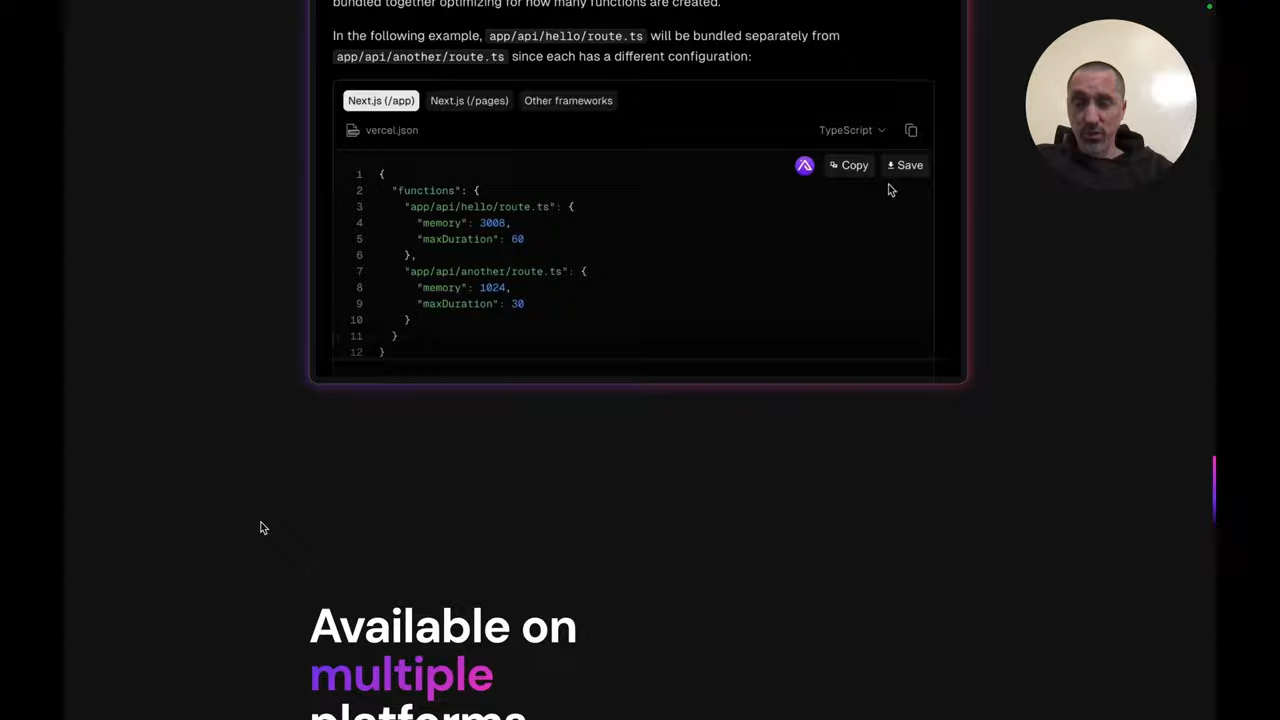 bundled together optimizing for how many functions are created.
In the following example, app/api/hello/route.ts will be bundled separately from
app/api/another/route.ts since each has a different configuration:
Next.js (/app) Next.js (/pages) Other frameworks
vercel.json TypeScript
Copy Save
1 {
2 "functions": {
3 "app/api/hello/route.ts": {
4 "memory": 3008,
5 "maxDuration": 60
6 },
7 "app/api/another/route.ts": {
8 "memory": 1024,
9 "maxDuration": 30
10 }
11 }
12 }
Available on
multiple
platforms